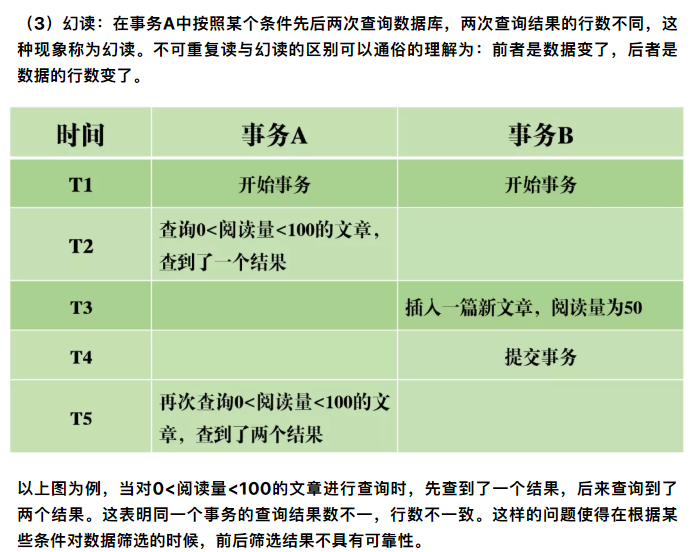 （3）幻读：在事务A中按照某个条件先后两次查询数据库，两次查询结果的行数不同，这
种现象称为幻读。不可重复读与幻读的区别可以通俗的理解为：前者是数据变了，后者是
数据的行数变了。
时间 事务A 事务B
T1 开始事务 开始事务
T2 查询0<阅读量<100的文章，
查到了一个结果
T3 插入一篇新文章，阅读量为50
T4 提交事务
T5 再次查询0<阅读量<100的文
章，查到了两个结果
以上图为例，当对0<阅读量<100的文章进行查询时，先查到了一个结果，后来查询到了
两个结果。这表明同一个事务的查询结果数不一，行数不一致。这样的问题使得在根据某
些条件对数据筛选的时候，前后筛选结果不具有可靠性。